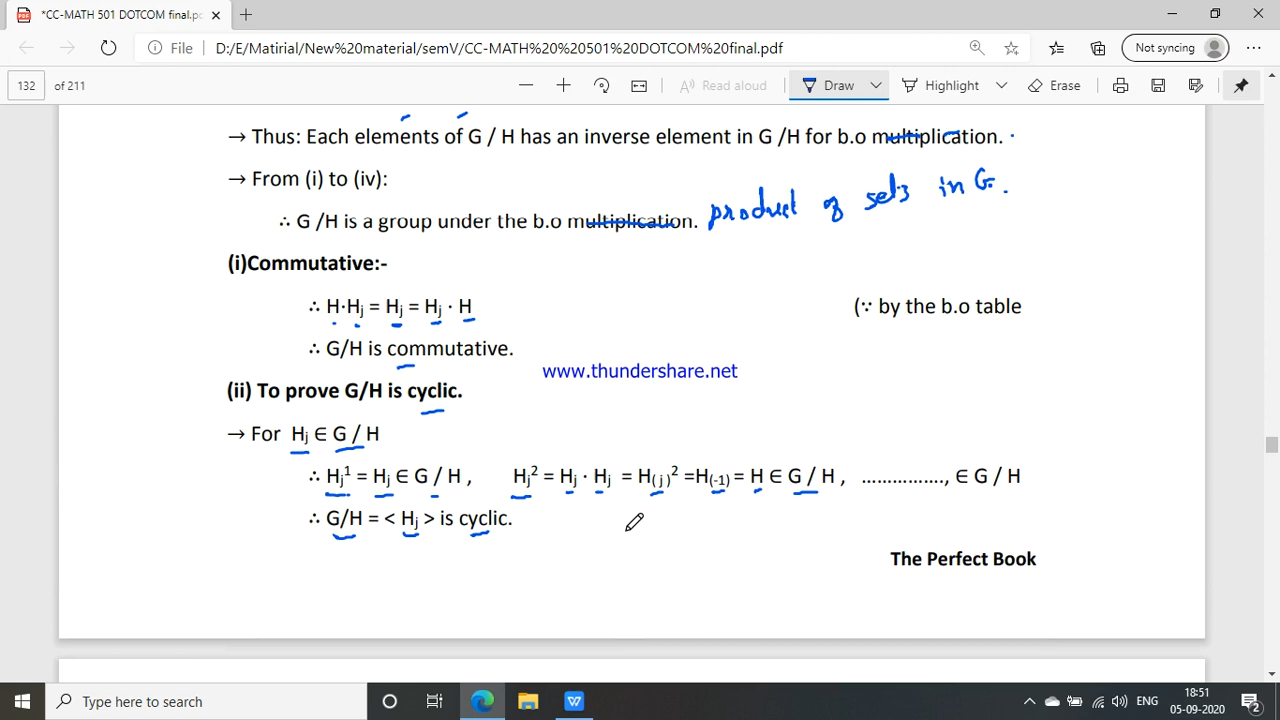 *CC-MATH 501 DOTCOM final.pdf
File D:/E/Matirial/New%20material/semV/CC-MATH%20%20501%20DOTCOM%20final.pdf Not syncing
132 of 211 Read aloud Draw Highlight Erase
→ Thus: Each elements of G / H has an inverse element in G /H for b.o multiplication.
→ From (i) to (iv):
∴ G /H is a group under the b.o multiplication. product of sets in G.
(i)Commutative:-
∴ H·Hj = Hj = Hj · H (∵ by the b.o table
∴ G/H is commutative.
www.thundershare.net
(ii) To prove G/H is cyclic.
→ For Hj ∈ G / H
∴ Hj¹ = Hj ∈ G / H , Hj² = Hj · Hj = H( j )² =H(-1) = H ∈ G / H , ................, ∈ G / H
∴ G/H = < Hj > is cyclic.
The Perfect Book
Type here to search ENG 18:51
05-09-2020 2